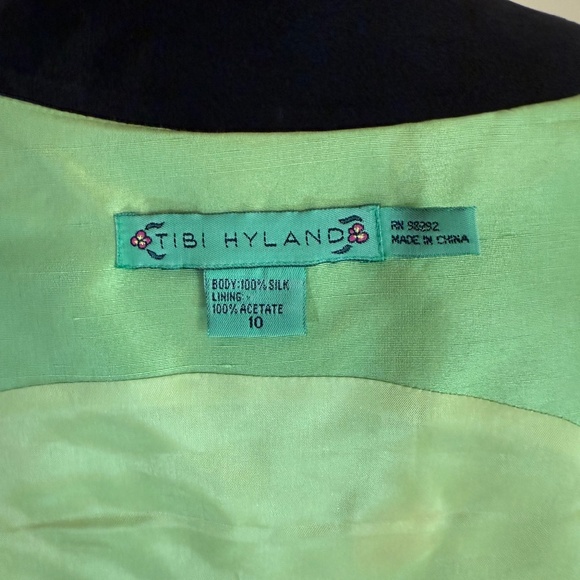 TIBI HYLAND
RN 98292
MADE IN CHINA
BODY:100% SILK
LINING:
100% ACETATE
10